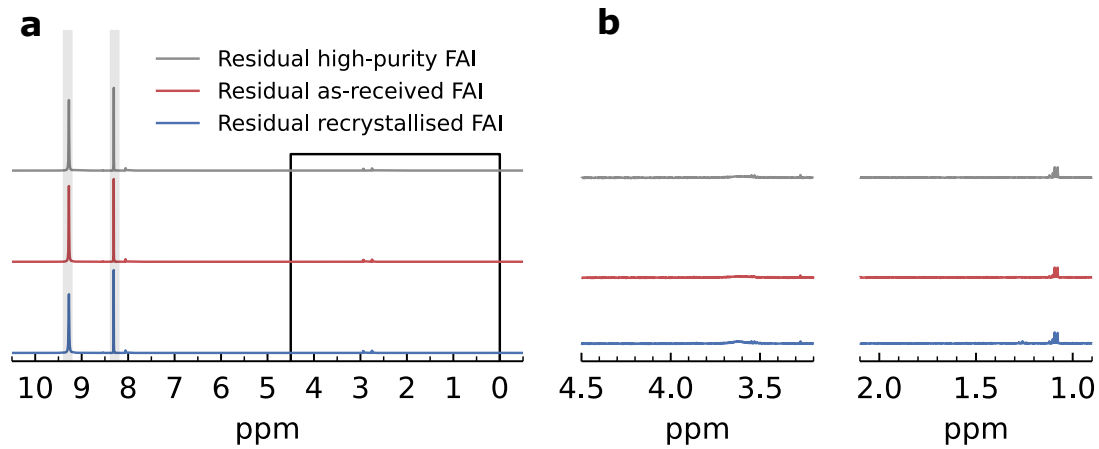 a
b
Residual high-purity FAI
Residual as-received FAI
Residual recrystallised FAI
10 9 8 7 6 5 4 3 2 1 0
ppm
4.5 4.0 3.5
ppm
2.0 1.5 1.0
ppm